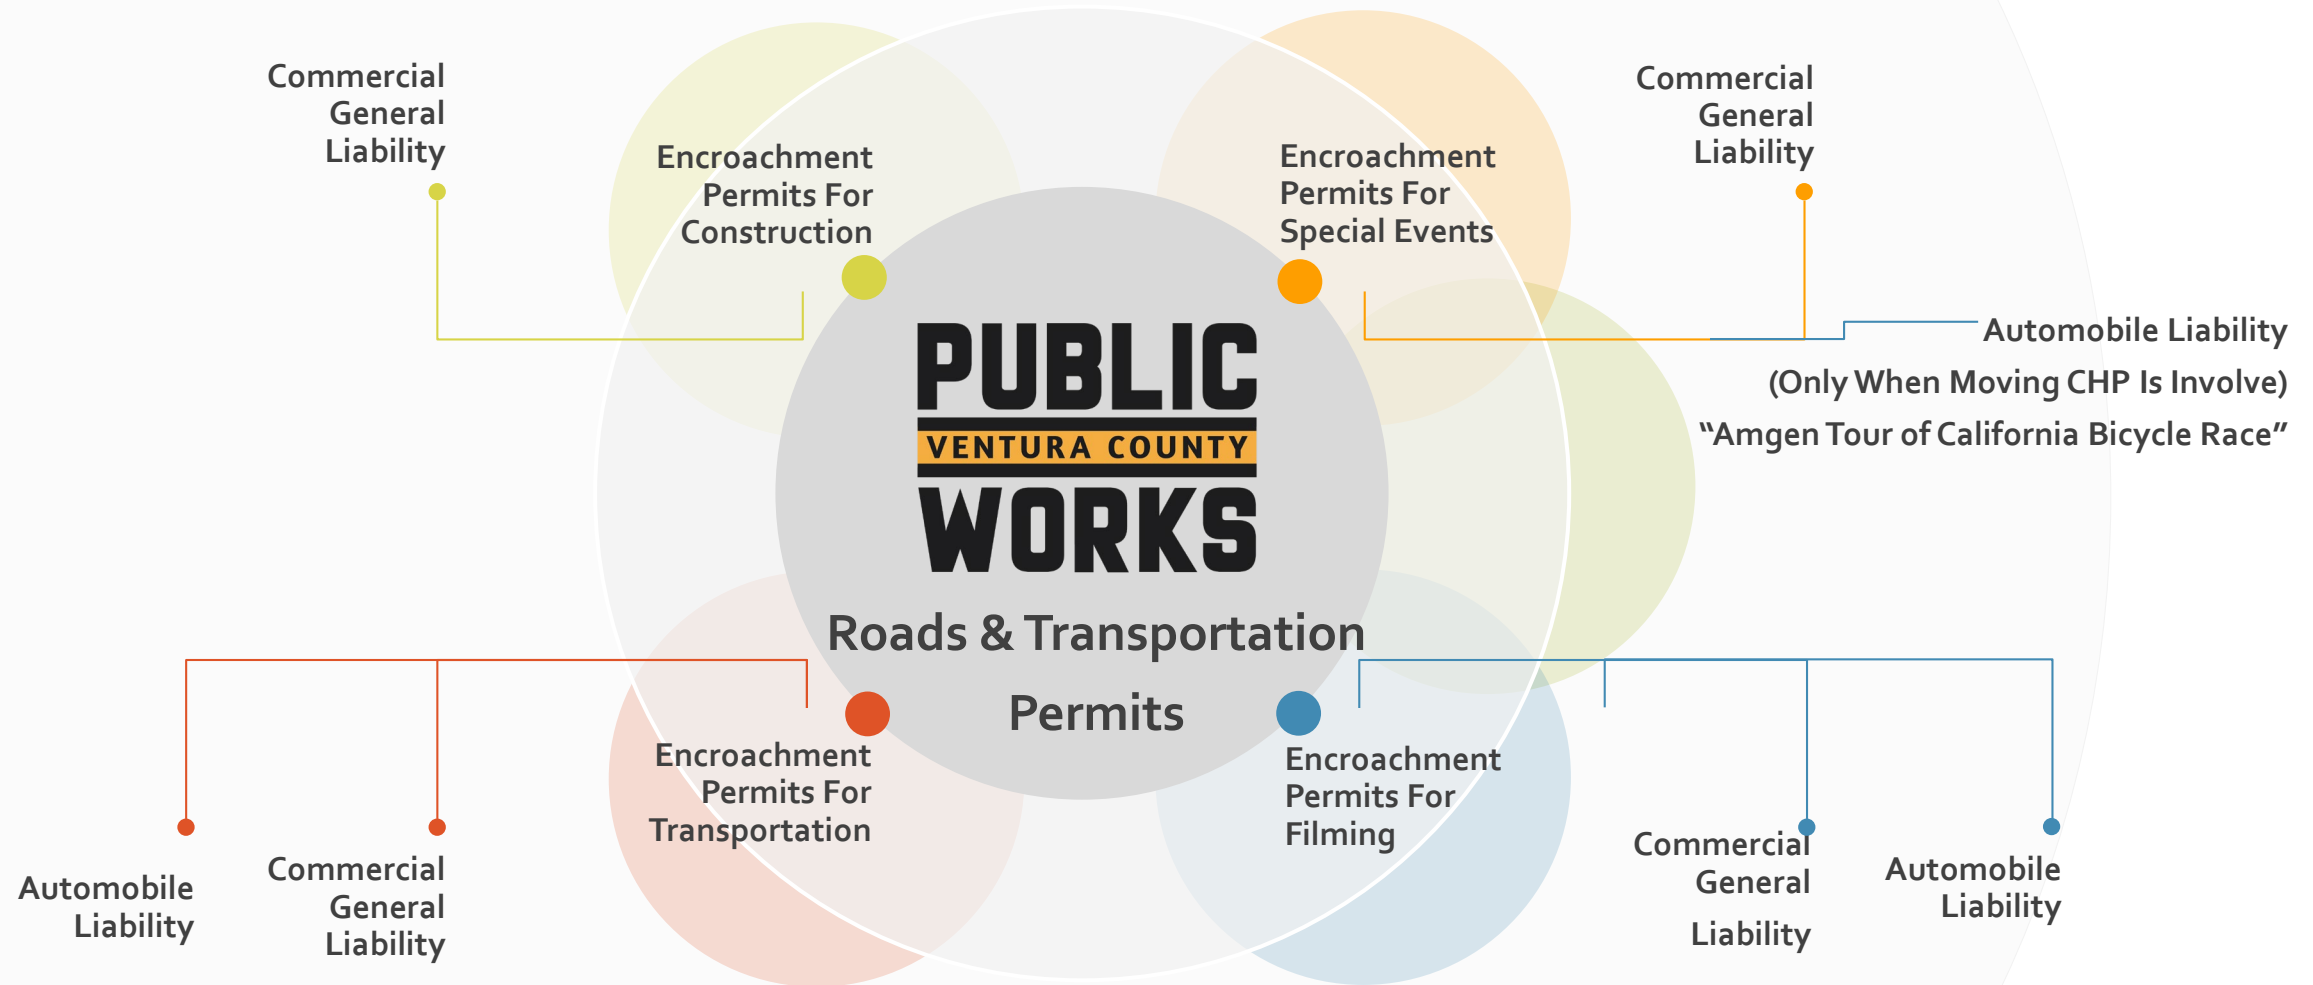 Commercial
General
Liability
Encroachment
Permits For
Construction
Encroachment
Permits For
Special Events
Commercial
General
Liability
Automobile Liability
(Only When Moving CHP Is Involve)
“Amgen Tour of California Bicycle Race”
PUBLIC
VENTURA COUNTY
WORKS
Roads & Transportation
Permits
Encroachment
Permits For
Transportation
Automobile
Liability
Commercial
General
Liability
Encroachment
Permits For
Filming
Commercial
General
Liability
Automobile
Liability